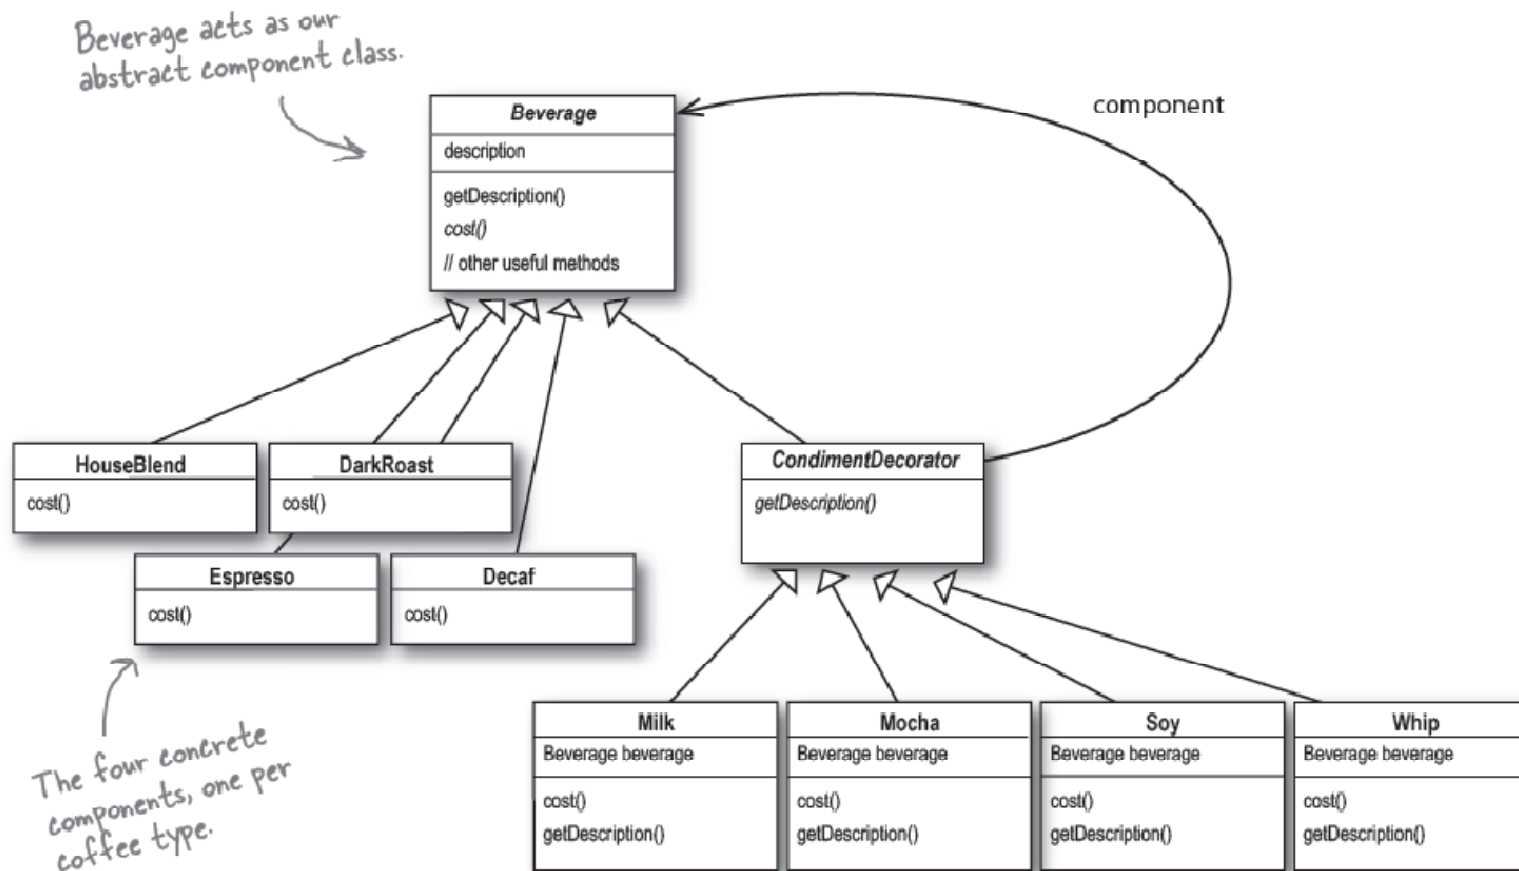 Beverage acts as our
abstract component class.
component
Beverage
description
getDescription()
cost()
// other useful methods
HouseBlend
cost()
DarkRoast
cost()
CondimentDecorator
getDescription()
Espresso
cost()
Decaf
cost()
The four concrete
components, one per
coffee type.
Milk
Beverage beverage
cost()
getDescription()
Mocha
Beverage beverage
cost()
getDescription()
Soy
Beverage beverage
cost()
getDescription()
Whip
Beverage beverage
cost()
getDescription()